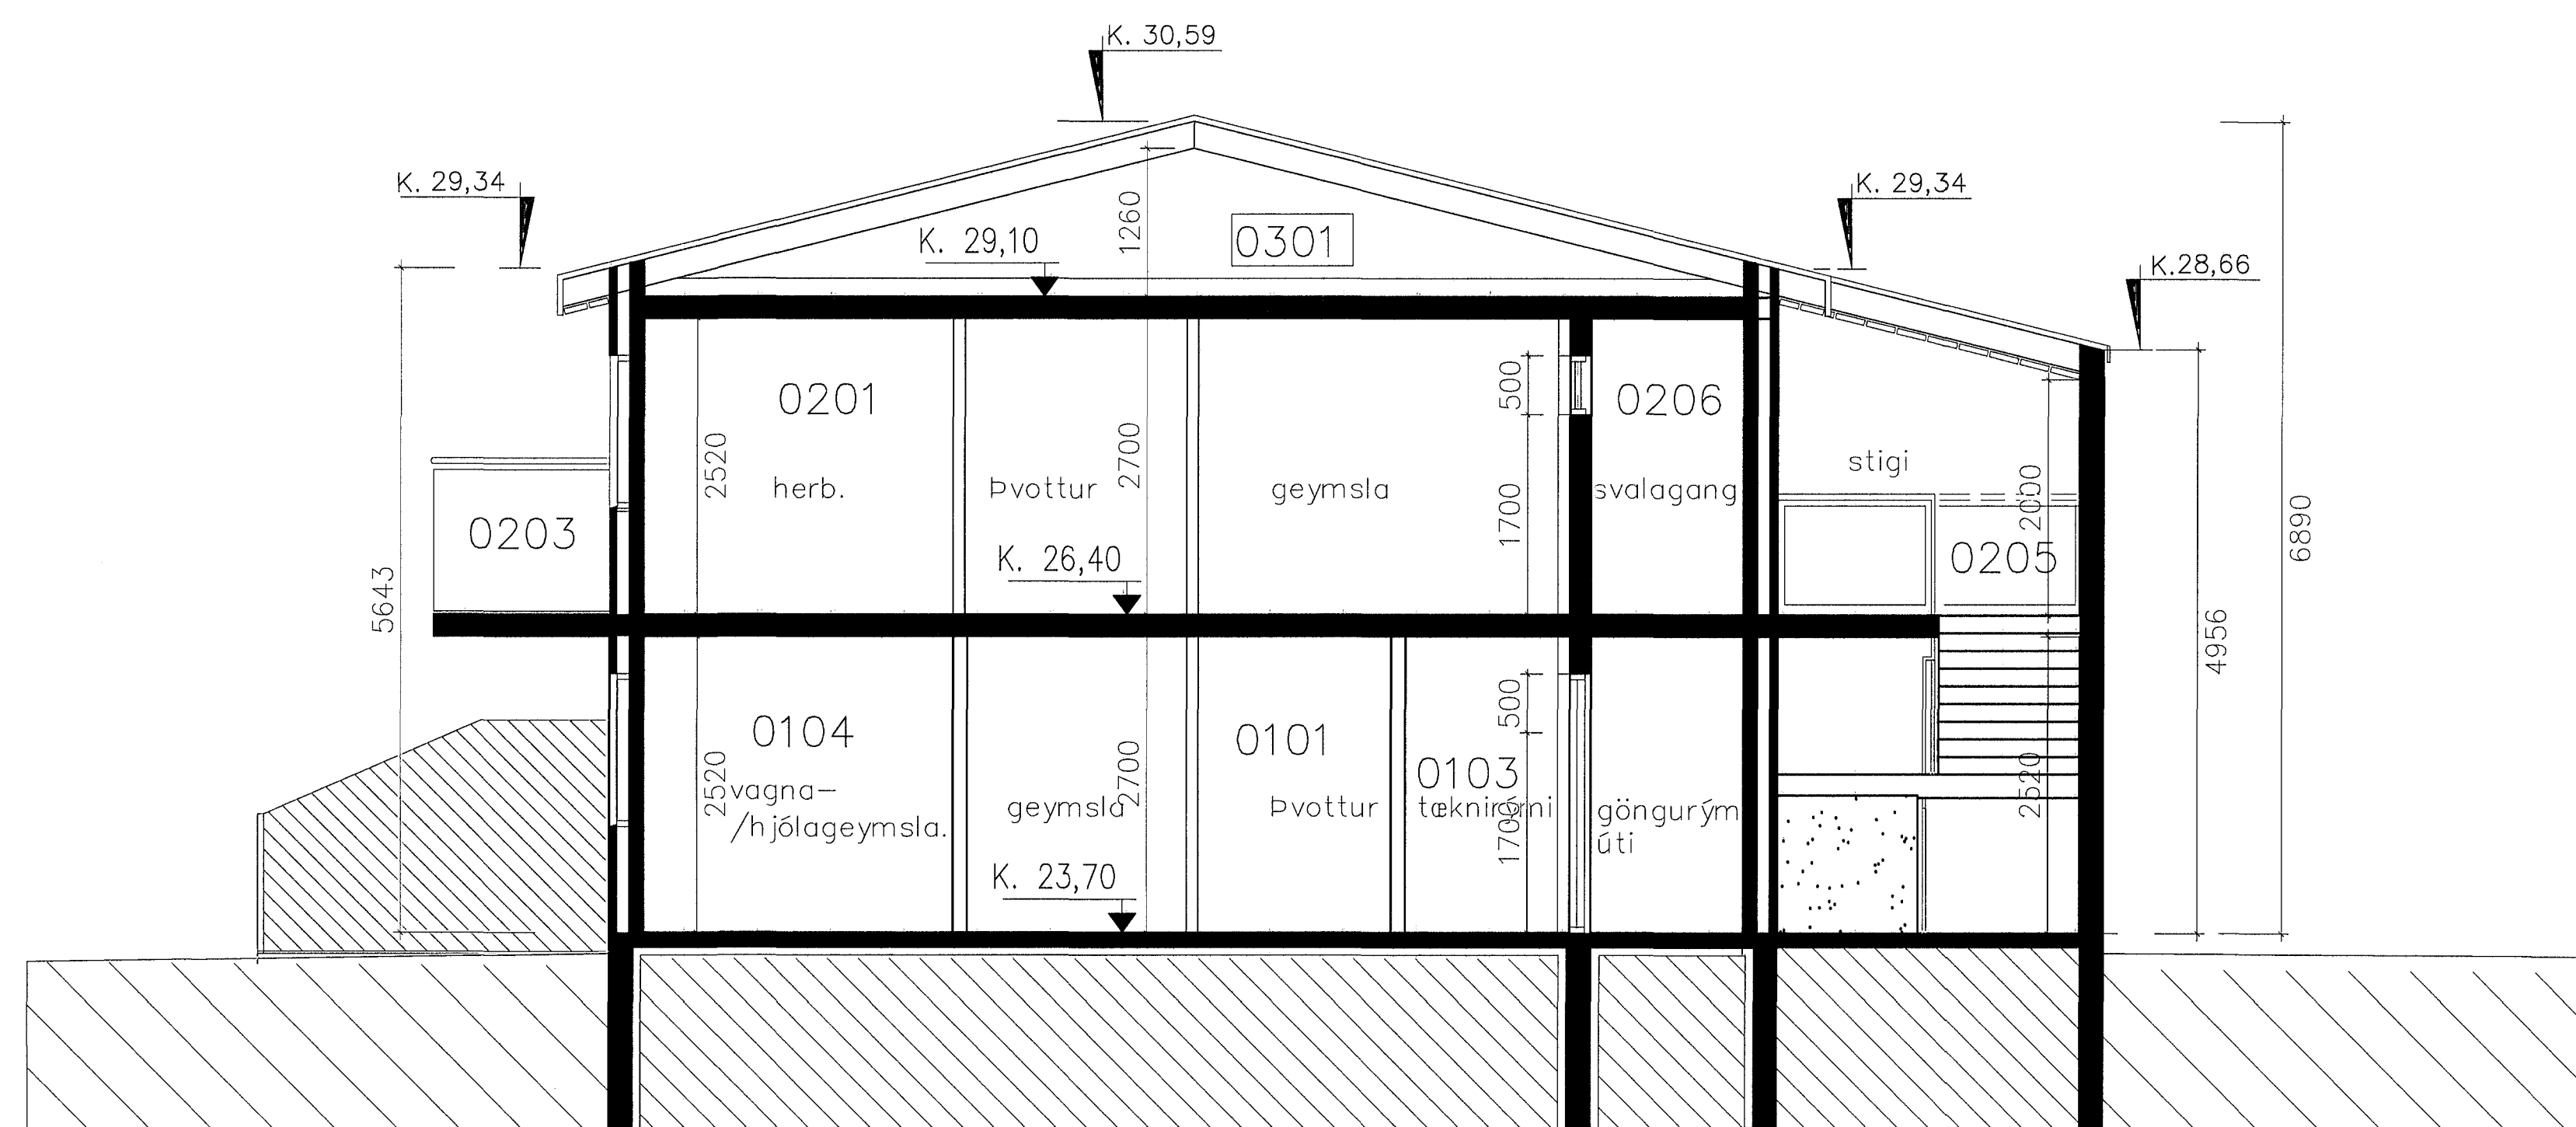 K. 30,59
K. 29,34
K. 29,34
1260
0301
K. 29,10
K.28,66
500
0201
0206
2520
2700
stigi
herb.
Þvottur
geymsla
svalagang
1700
2000
0203
6890
K. 26,40
0205
5643
4956
500
0104
0101
2520
2700
0103
2520
vagna-
/hjólageymsla.
geymsla
Þvottur
tæknirými
1700
göngurým
úti
K. 23,70